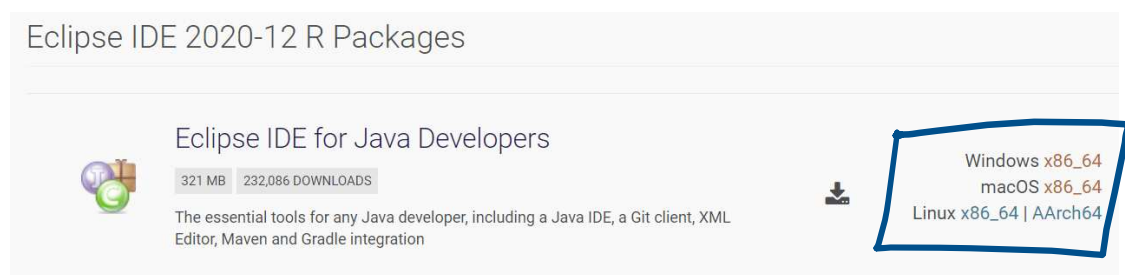 Eclipse IDE 2020-12 R Packages
Eclipse IDE for Java Developers
321 MB 232,086 DOWNLOADS
The essential tools for any Java developer, including a Java IDE, a Git client, XML
Editor, Maven and Gradle integration
Windows x86_64
macOS x86_64
Linux x86_64 | AArch64